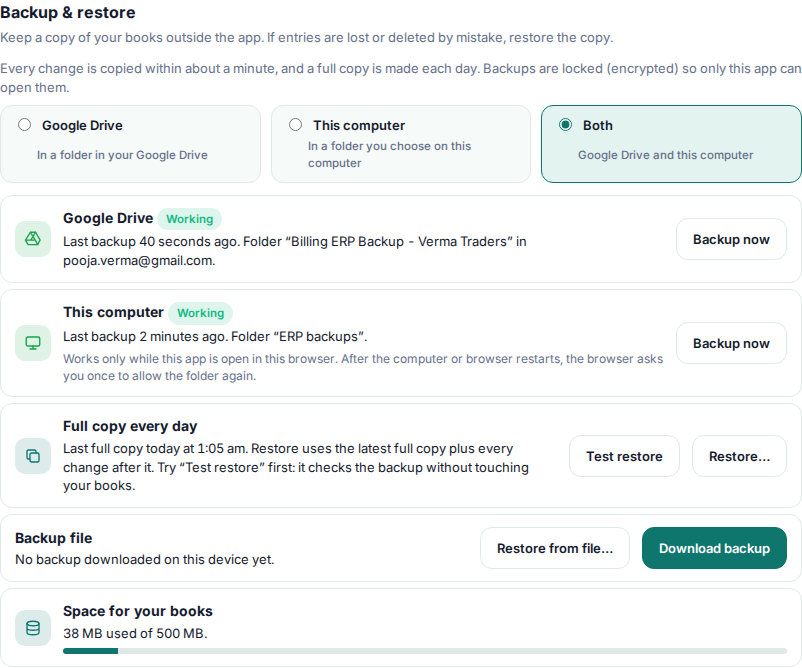 Backup & restore
Keep a copy of your books outside the app. If entries are lost or deleted by mistake, restore the copy.
Every change is copied within about a minute, and a full copy is made each day. Backups are locked (encrypted) so only this app can
open them.
Google Drive
In a folder in your Google Drive
This computer
In a folder you choose on this
computer
Both
Google Drive and this computer
Google Drive Working
Last backup 40 seconds ago. Folder “Billing ERP Backup - Verma Traders” in
pooja.verma@gmail.com.
Backup now
This computer Working
Last backup 2 minutes ago. Folder “ERP backups”.
Works only while this app is open in this browser. After the computer or browser restarts, the browser asks
you once to allow the folder again.
Backup now
Full copy every day
Last full copy today at 1:05 am. Restore uses the latest full copy plus every
change after it. Try “Test restore” first: it checks the backup without touching
your books.
Test restore
Restore...
Backup file
No backup downloaded on this device yet.
Restore from file...
Download backup
Space for your books
38 MB used of 500 MB.